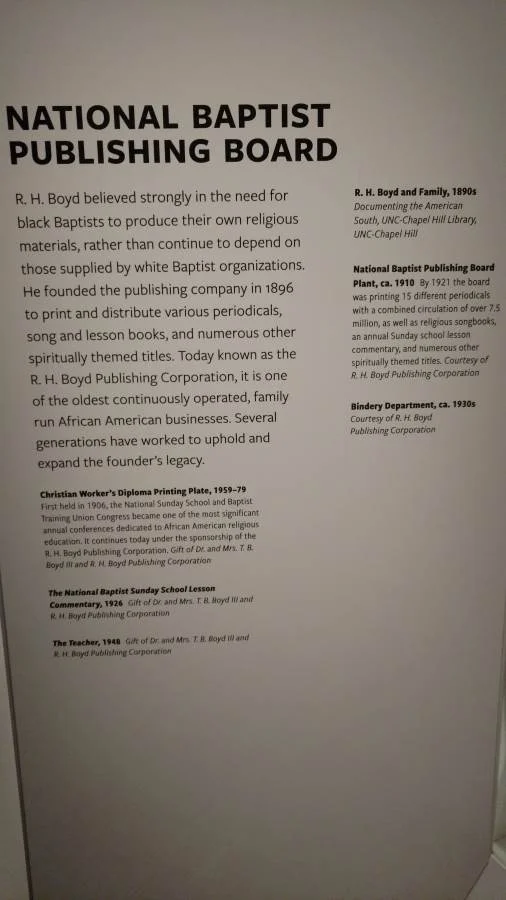 NATIONAL BAPTIST
PUBLISHING BOARD
R. H. Boyd believed strongly in the need for
black Baptists to produce their own religious
materials, rather than continue to depend on
those supplied by white Baptist organizations.
He founded the publishing company in 1896
to print and distribute various periodicals,
song and lesson books, and numerous other
spiritually themed titles. Today known as the
R. H. Boyd Publishing Corporation, it is one
of the oldest continuously operated, family
run African American businesses. Several
generations have worked to uphold and
expand the founder's legacy.
Christian Worker's Diploma Printing Plate, 1959–79
First held in 1906, the National Sunday School and Baptist
Training Union Congress became one of the most significant
annual conferences dedicated to African American religious
education. It continues today under the sponsorship of the
R. H. Boyd Publishing Corporation. Gift of Dr. and Mrs. T. B.
Boyd III and R. H. Boyd Publishing Corporation
The National Baptist Sunday School Lesson
Commentary, 1926 Gift of Dr. and Mrs. T. B. Boyd III and
R. H. Boyd Publishing Corporation
The Teacher, 1948 Gift of Dr. and Mrs. T. B. Boyd III and
R. H. Boyd Publishing Corporation
R. H. Boyd and Family, 1890s
Documenting the American
South, UNC-Chapel Hill Library,
UNC-Chapel Hill
National Baptist Publishing Board
Plant, ca. 1910 By 1921 the board
was printing 15 different periodicals
with a combined circulation of over 7.5
million, as well as religious songbooks,
an annual Sunday school lesson
commentary, and numerous other
spiritually themed titles. Courtesy of
R. H. Boyd Publishing Corporation
Bindery Department, ca. 1930s
Courtesy of R. H. Boyd
Publishing Corporation